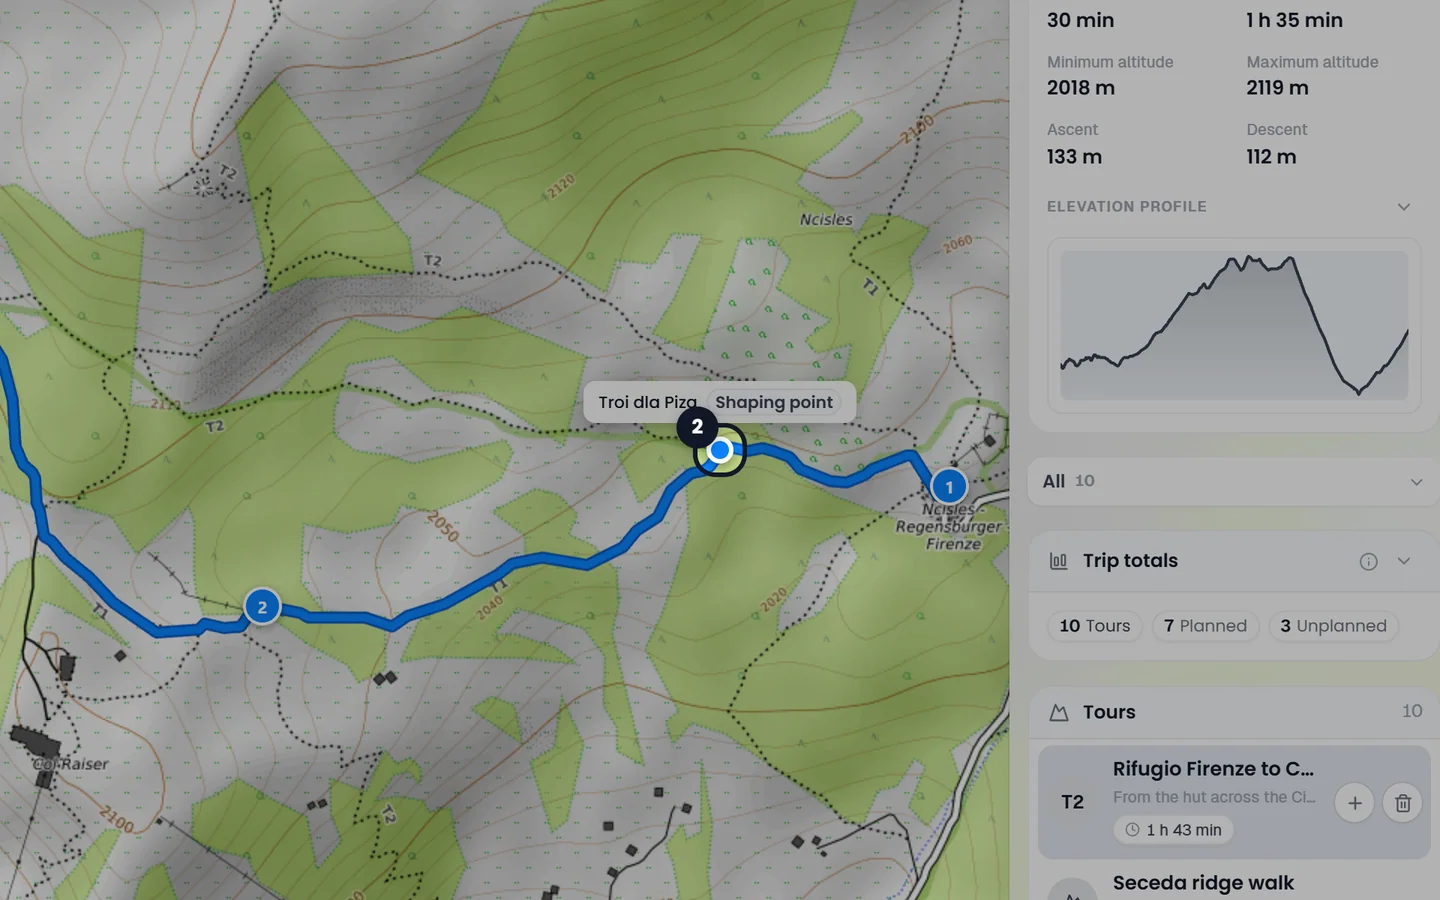 30 min
1 h 35 min
Minimum altitude
Maximum altitude
2018 m
2119 m
Ascent
Descent
133 m
112 m
ELEVATION PROFILE
All 10
Trip totals
10 Tours
7 Planned
3 Unplanned
Tours
10
T2
Rifugio Firenze to C...
From the hut across the Ci...
1 h 43 min
Seceda ridge walk
2100
T2
2120
Ncisles
2060
T2
T1
Troi dla Piza
Shaping point
2
T2
1
Ncisles -
Regensburger -
Firenze
2050
T1
2040
2020
2
T1
Col Raiser
2100
T2